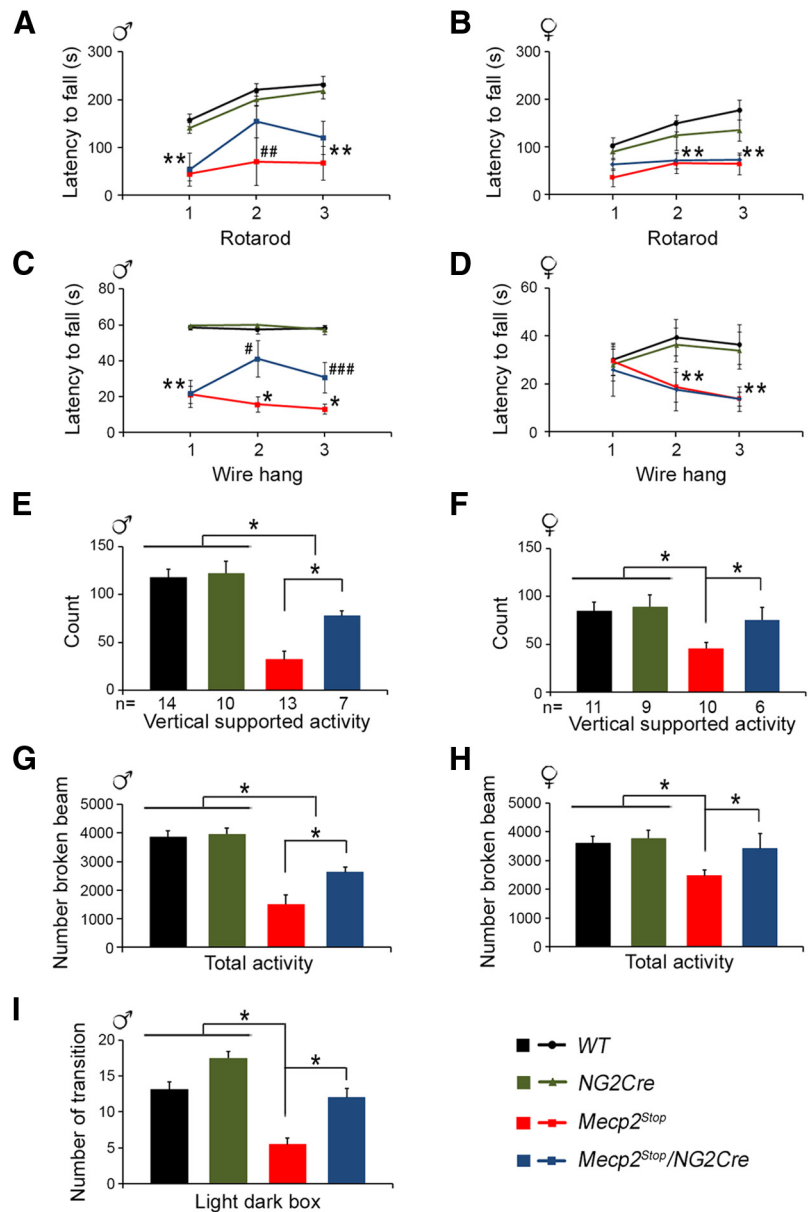 A ♂
Latency to fall (s)
300
200
100
0
**
##
**
1 2 3
Rotarod
B ♀
Latency to fall (s)
300
200
100
0
**
**
1 2 3
Rotarod
C ♂
Latency to fall (s)
80
60
40
20
0
**
#
*
###
*
1 2 3
Wire hang
D ♀
Latency to fall (s)
60
40
20
0
**
**
1 2 3
Wire hang
E ♂
Count
150
100
50
0
*
*
n= 14 10 13 7
Vertical supported activity
F ♀
Count
150
100
50
0
*
*
n= 11 9 10 6
Vertical supported activity
G ♂
Number broken beam
5000
4000
3000
2000
1000
0
*
*
Total activity
H ♀
Number broken beam
5000
4000
3000
2000
1000
0
*
*
Total activity
I ♂
Number of transition
20
15
10
5
0
*
*
Light dark box
WT
NG2Cre
Mecp2Stop
Mecp2Stop/NG2Cre